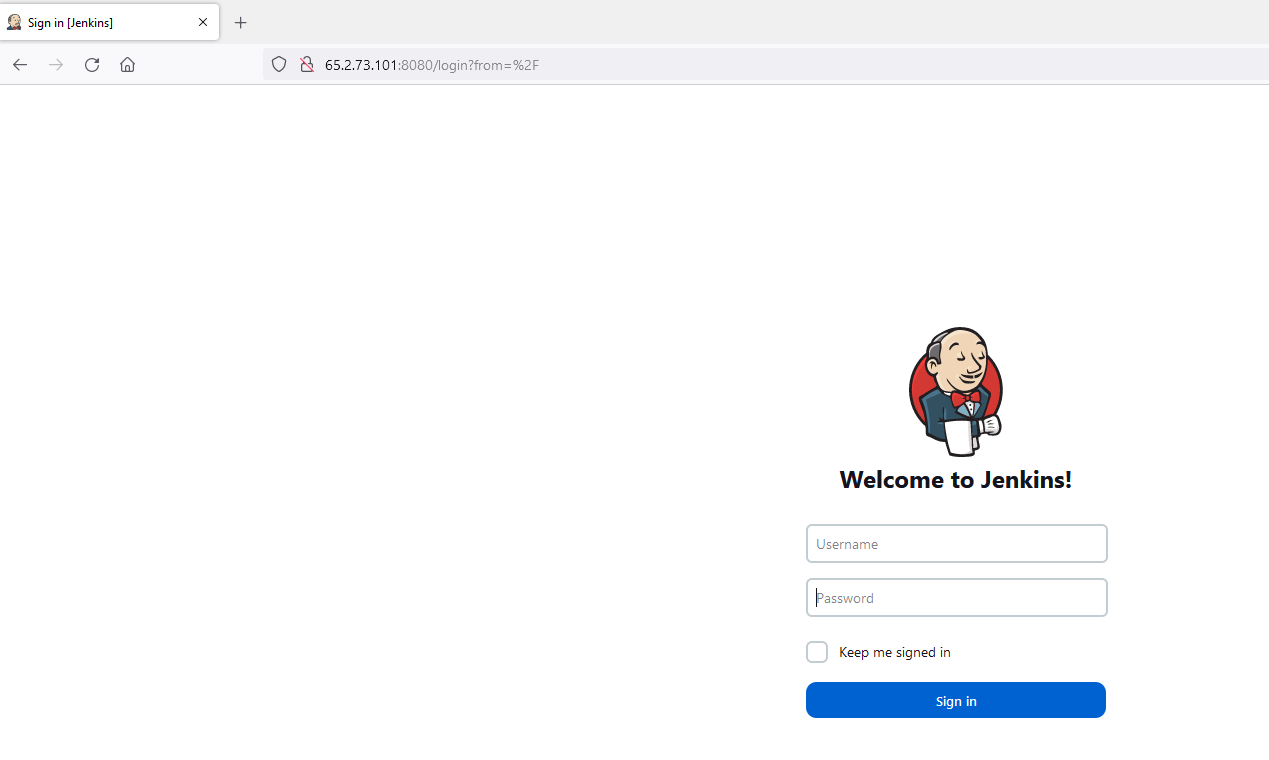 Sign in [Jenkins]
65.2.73.101:8080/login?from=%2F
Welcome to Jenkins!
Username
Password
Keep me signed in
Sign in